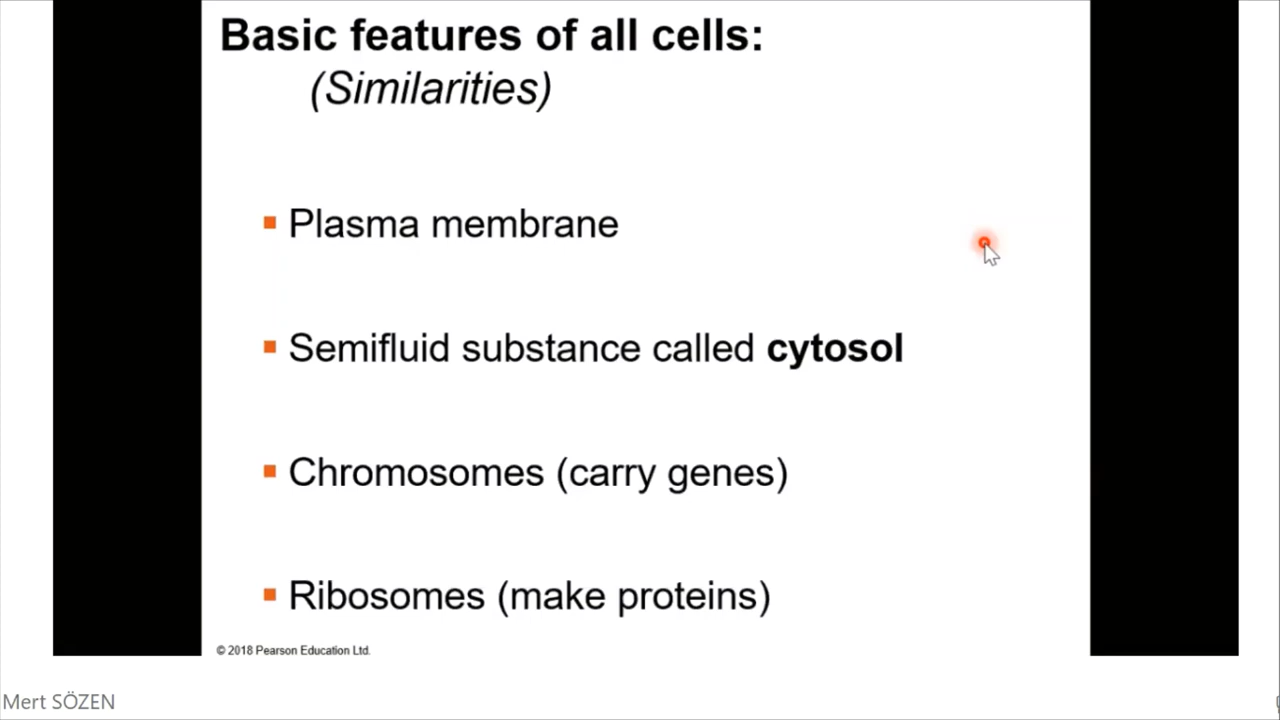 Basic features of all cells:
(Similarities)
Plasma membrane
Semifluid substance called cytosol
Chromosomes (carry genes)
Ribosomes (make proteins)
© 2018 Pearson Education Ltd.
Mert SÖZEN